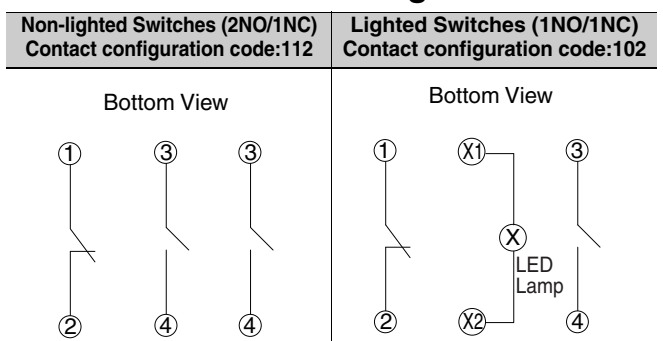 Non-lighted Switches (2NO/1NC)
Contact configuration code:112
Lighted Switches (1NO/1NC)
Contact configuration code:102
Bottom View
1 3 3
2 4 4
Bottom View
1 X1 3
X
LED
Lamp
2 X2 4